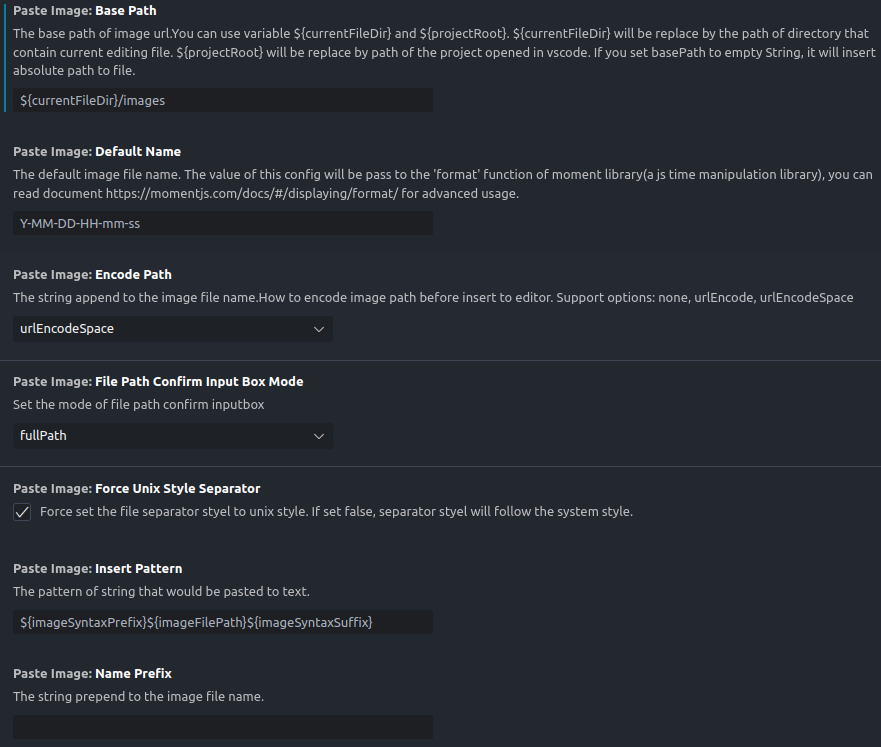 Paste Image: Base Path
The base path of image url.You can use variable ${currentFileDir} and ${projectRoot}. ${currentFileDir} will be replace by the path of directory that
contain current editing file. ${projectRoot} will be replace by path of the project opened in vscode. If you set basePath to empty String, it will insert
absolute path to file.
${currentFileDir}/images
Paste Image: Default Name
The default image file name. The value of this config will be pass to the 'format' function of moment library(a js time manipulation library), you can
read document https://momentjs.com/docs/#/displaying/format/ for advanced usage.
Y-MM-DD-HH-mm-ss
Paste Image: Encode Path
The string append to the image file name.How to encode image path before insert to editor. Support options: none, urlEncode, urlEncodeSpace
urlEncodeSpace
Paste Image: File Path Confirm Input Box Mode
Set the mode of file path confirm inputbox
fullPath
Paste Image: Force Unix Style Separator
Force set the file separator styel to unix style. If set false, separator styel will follow the system style.
Paste Image: Insert Pattern
The pattern of string that would be pasted to text.
${imageSyntaxPrefix}${imageFilePath}${imageSyntaxSuffix}
Paste Image: Name Prefix
The string prepend to the image file name.